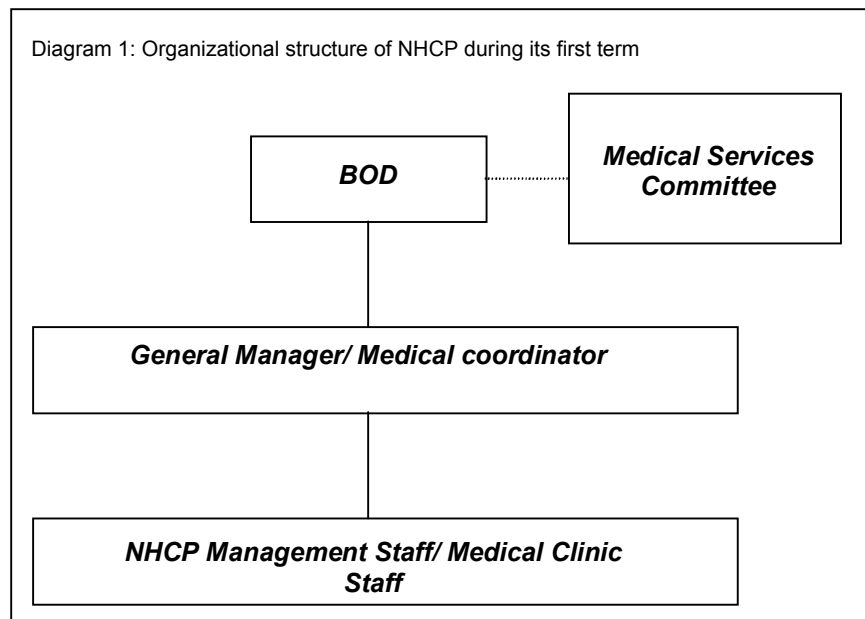 Diagram 1: Organizational structure of NHCP during its first term
BOD
Medical Services
Committee
General Manager/ Medical coordinator
NHCP Management Staff/ Medical Clinic
Staff